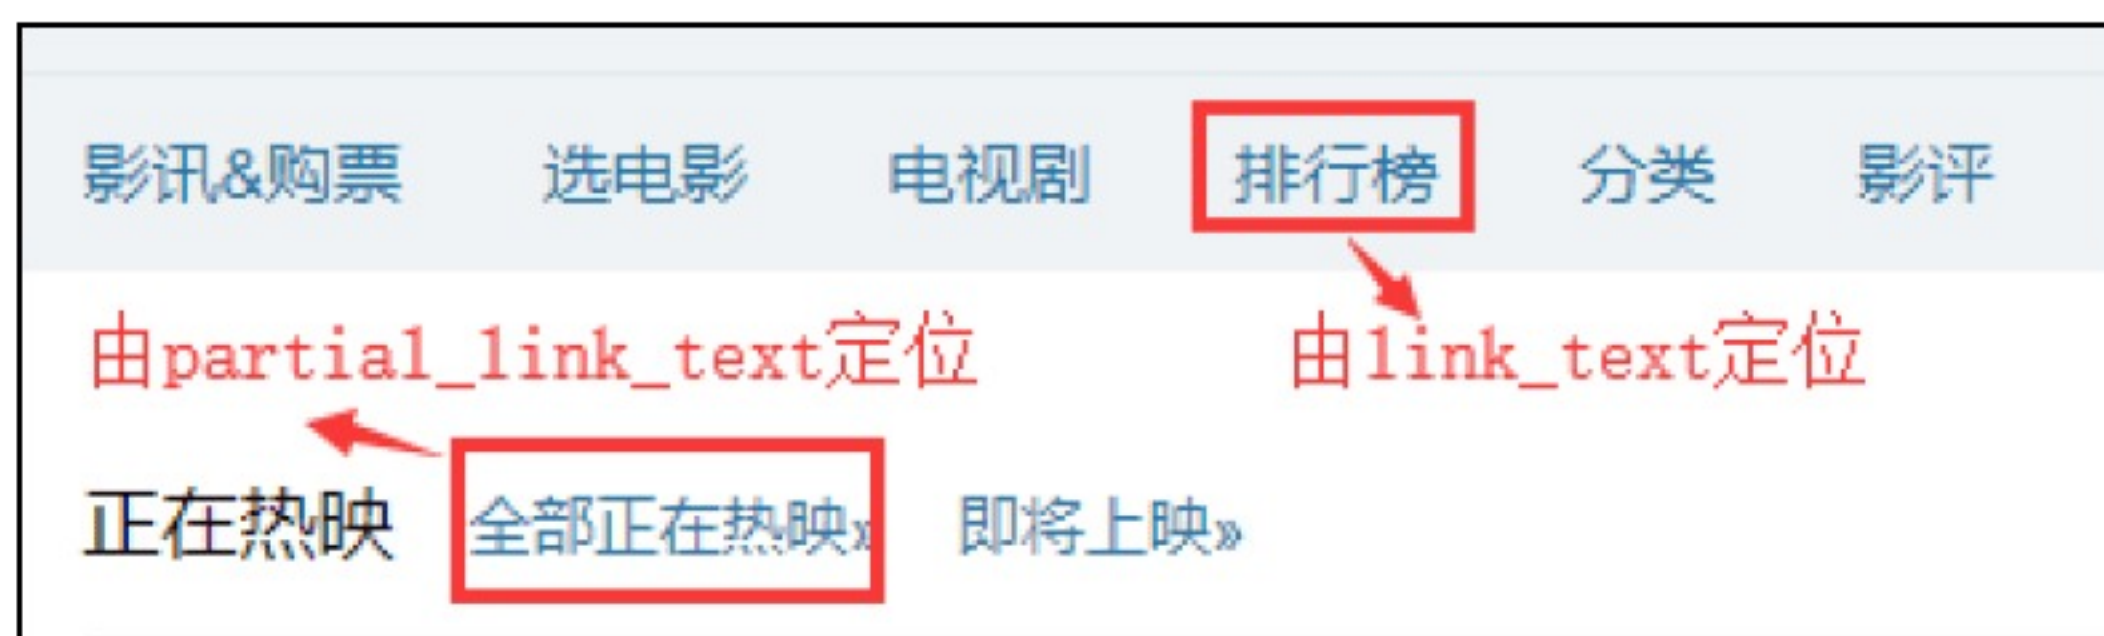 影讯&购票 选电影 电视剧 排行榜 分类 影评
由partial_link_text定位 由link_text定位
正在热映 全部正在热映» 即将上映»